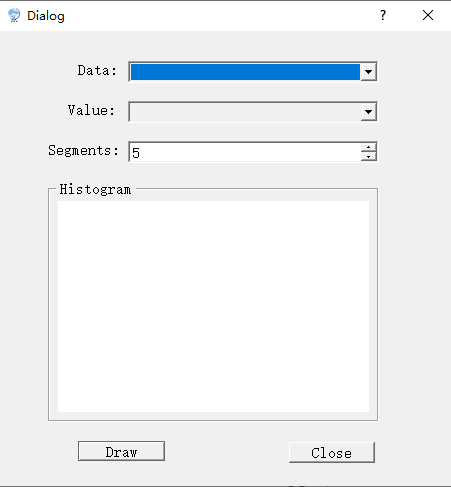 Dialog ?
Data:
Value:
Segments: 5
Histogram
Draw Close